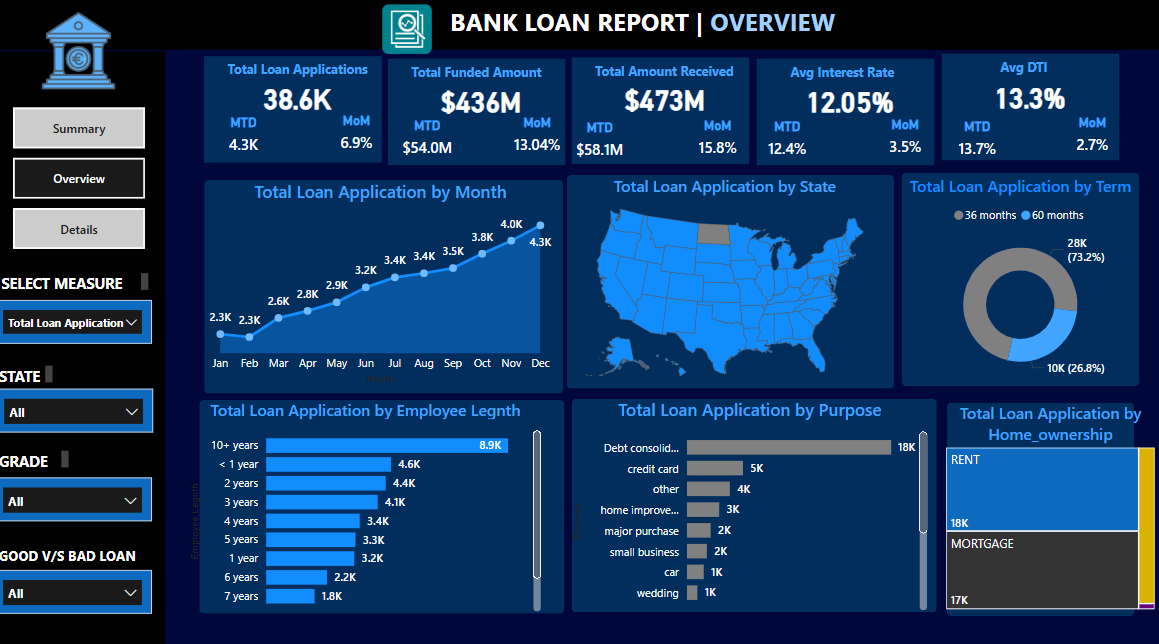 BANK LOAN REPORT | OVERVIEW
Summary
Overview
Details
SELECT MEASURE
Total Loan Application
STATE
All
GRADE
All
GOOD V/S BAD LOAN
All
Total Loan Applications
38.6K
MTD MoM
4.3K 6.9%
Total Funded Amount
$436M
MTD MoM
$54.0M 13.04%
Total Amount Received
$473M
MTD MoM
$58.1M 15.8%
Avg Interest Rate
12.05%
MTD MoM
12.4% 3.5%
Avg DTI
13.3%
MTD MoM
13.7% 2.7%
Total Loan Application by Month
2.3K 2.3K 2.6K 2.8K 2.9K 3.2K 3.4K 3.4K 3.5K 3.8K 4.0K 4.3K
Jan Feb Mar Apr May Jun Jul Aug Sep Oct Nov Dec
Month
Total Loan Application by State
Total Loan Application by Term
36 months 60 months
28K
(73.2%)
10K (26.8%)
Total Loan Application by Employee Legnth
Employee Legnth
10+ years 8.9K
< 1 year 4.6K
2 years 4.4K
3 years 4.1K
4 years 3.4K
5 years 3.3K
1 year 3.2K
6 years 2.2K
7 years 1.8K
Total Loan Application by Purpose
Debt consolid... 18K
credit card 5K
other 4K
home improve... 3K
major purchase 2K
small business 2K
car 1K
wedding 1K
Total Loan Application by
Home_ownership
RENT
18K
MORTGAGE
17K